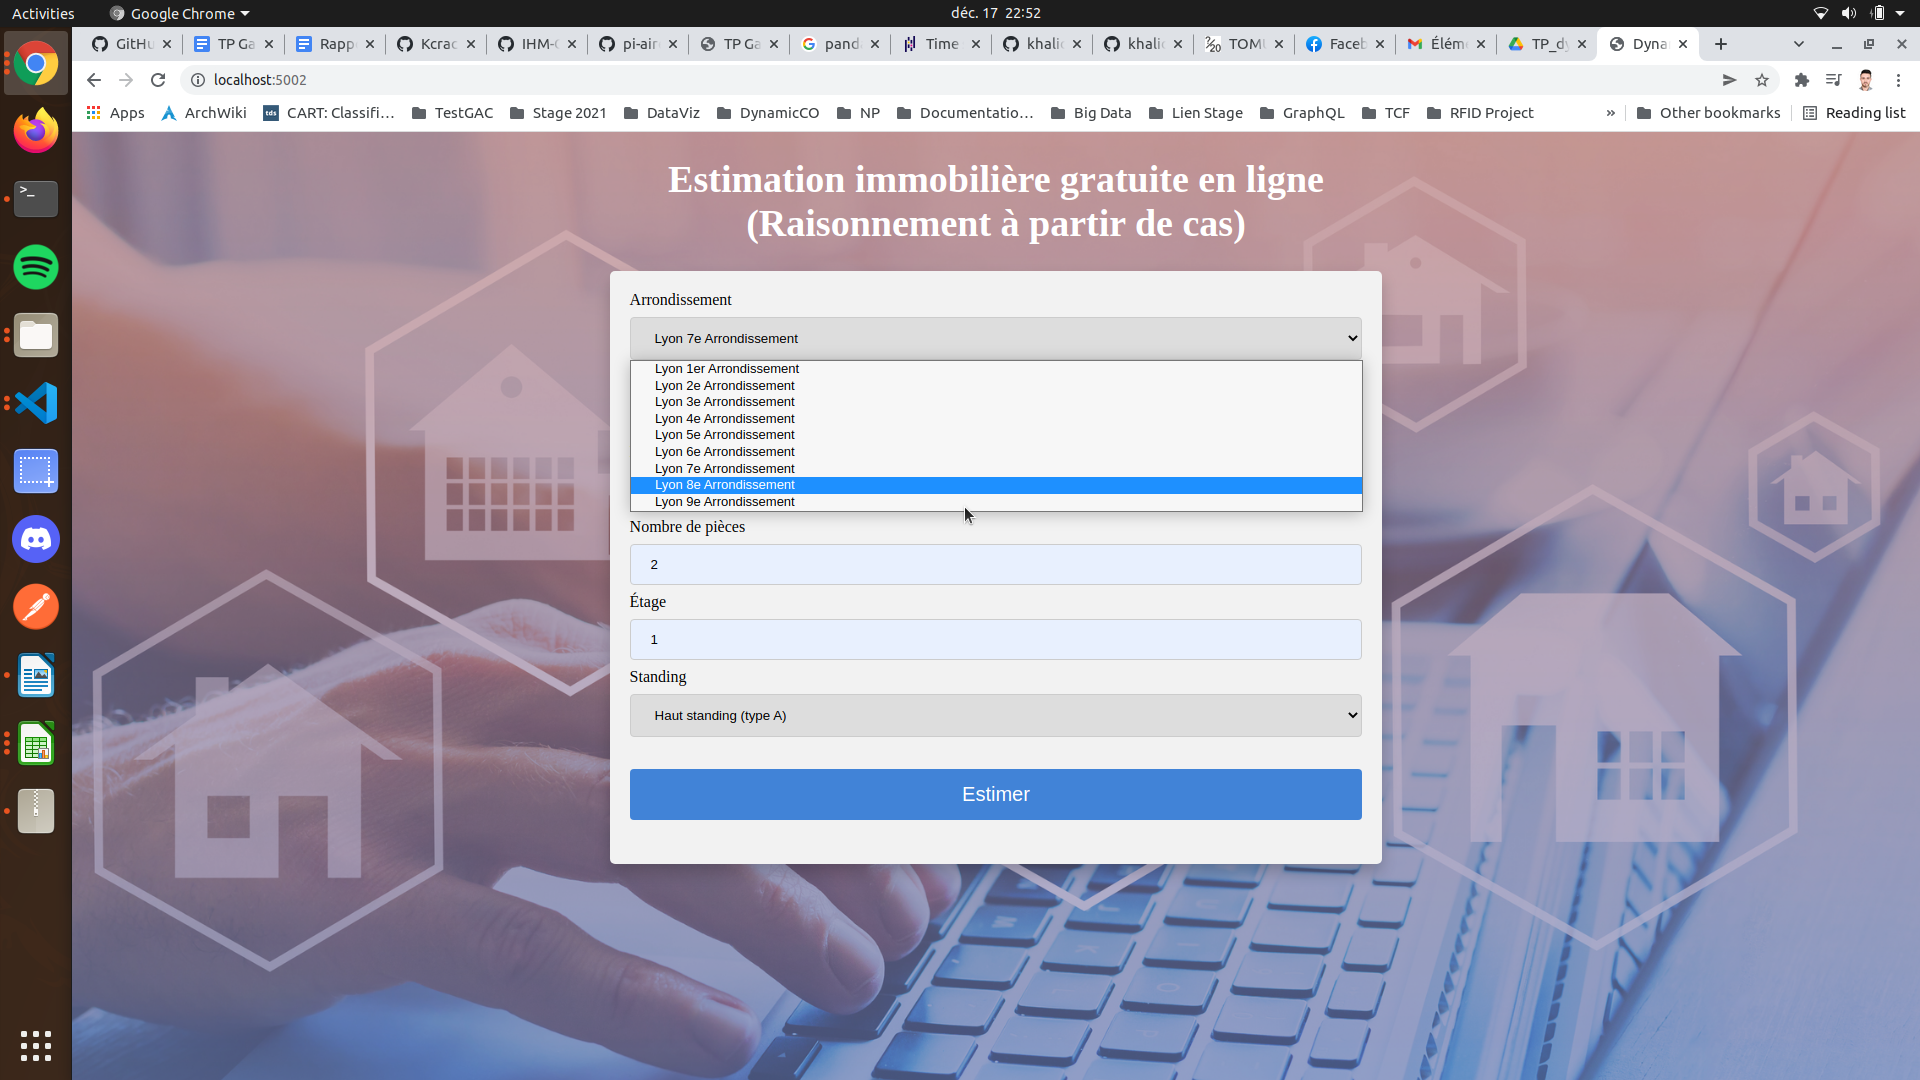 Activities
Google Chrome
déc. 17 22:52
GitHu
TP Ga
Rapp
Kcrac
IHM-
pi-air
TP Ga
pand
Time
khali
khali
TOMU
Faceb
Élém
TP_dy
Dyna
localhost:5002
Apps
ArchWiki
tds
CART: Classifi…
TestGAC
Stage 2021
DataViz
DynamicCO
NP
Documentatio…
Big Data
Lien Stage
GraphQL
TCF
RFID Project
»
Other bookmarks
Reading list
Estimation immobilière gratuite en ligne
(Raisonnement à partir de cas)
Arrondissement
Lyon 7e Arrondissement
Lyon 1er Arrondissement
Lyon 2e Arrondissement
Lyon 3e Arrondissement
Lyon 4e Arrondissement
Lyon 5e Arrondissement
Lyon 6e Arrondissement
Lyon 7e Arrondissement
Lyon 8e Arrondissement
Lyon 9e Arrondissement
Nombre de pièces
2
Étage
1
Standing
Haut standing (type A)
Estimer